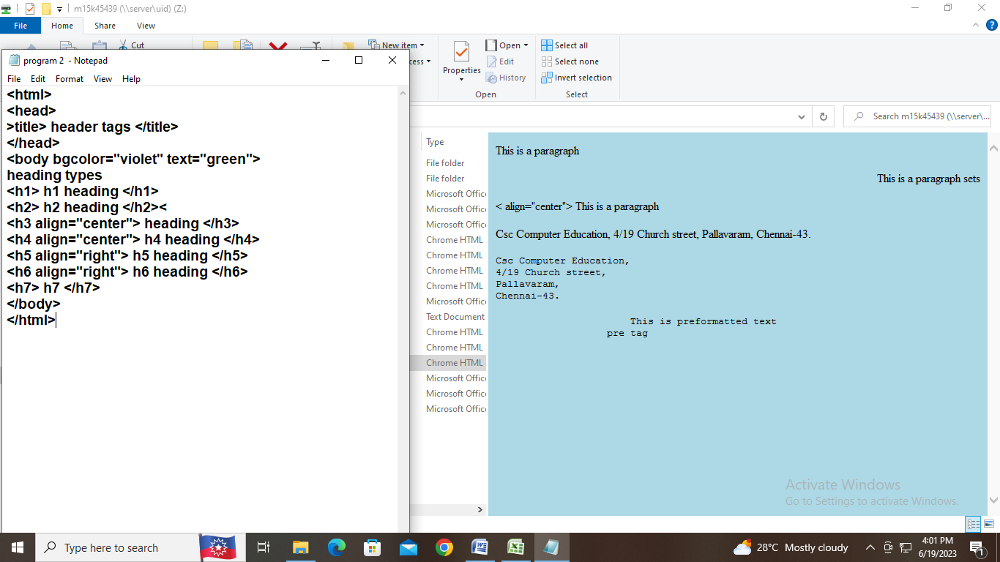 m15k45439 (\\server\uid) (Z:)
File Home Share View
Cut
New item
cess
Properties
Open
Edit
History
Open
Select all
Select none
Invert selection
Select
Search m15k45439 (\\server\...
program 2 - Notepad
File Edit Format View Help
<html>
<head>
>title> header tags </title>
</head>
<body bgcolor="violet" text="green">
heading types
<h1> h1 heading </h1>
<h2> h2 heading </h2><
<h3 align="center"> heading </h3>
<h4 align="center"> h4 heading </h4>
<h5 align="right"> h5 heading </h5>
<h6 align="right"> h6 heading </h6>
<h7> h7 </h7>
</body>
</html>
Type
File folder
File folder
Microsoft Offic
Microsoft Offic
Microsoft Offic
Chrome HTML
Chrome HTML
Chrome HTML
Chrome HTML
Microsoft Offic
Text Document
Chrome HTML
Chrome HTML
Chrome HTML
Microsoft Offic
Microsoft Offic
Microsoft Offic
This is a paragraph
This is a paragraph sets
< align="center"> This is a paragraph
Csc Computer Education, 4/19 Church street, Pallavaram, Chennai-43.
Csc Computer Education,
4/19 Church street,
Pallavaram,
Chennai-43.
This is preformatted text
pre tag
Activate Windows
Go to Settings to activate Windows.
Type here to search
28°C Mostly cloudy
4:01 PM
6/19/2023
1